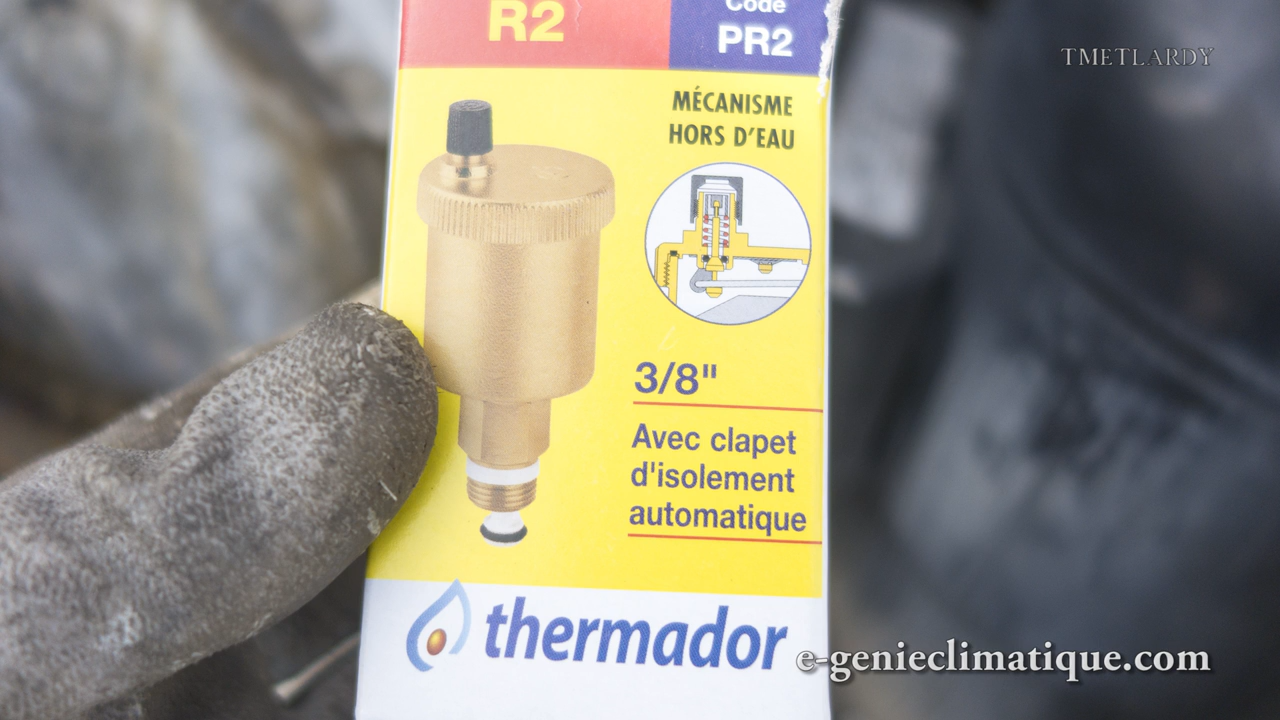 R2
Code
PR2
TMETLARDY
MÉCANISME
HORS D'EAU
3/8"
Avec clapet
d'isolement
automatique
thermador
e-genieclimatique.com